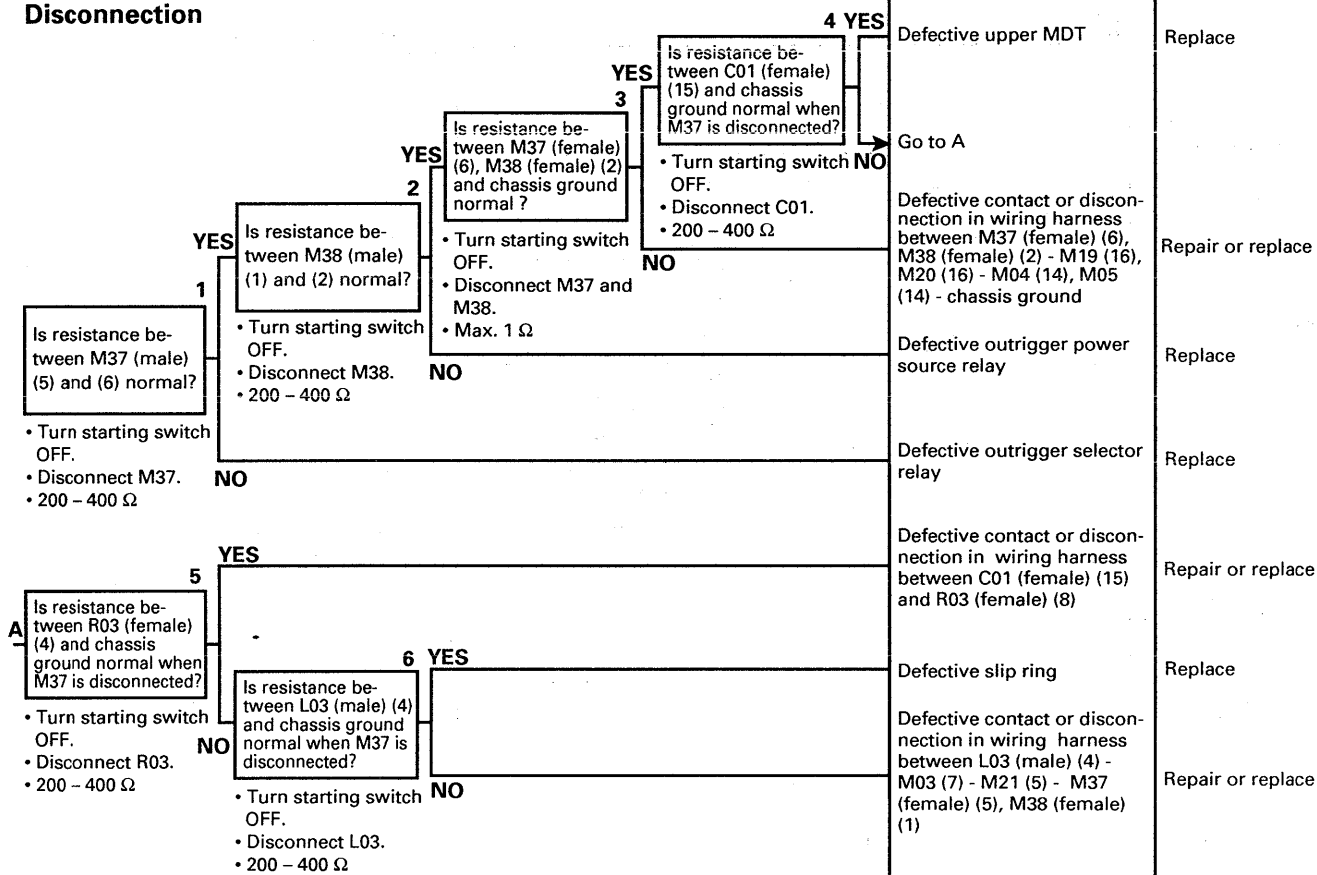 Disconnection
4 YES
Is resistance be-
tween C01 (female)
(15) and chassis
ground normal when
M37 is disconnected?
• Turn starting switch
OFF.
• Disconnect C01.
• 200 – 400 Ω
NO
Defective upper MDT
Replace
Go to A
YES
3
Is resistance be-
tween M37 (female)
(6), M38 (female) (2)
and chassis ground
normal ?
• Turn starting switch
OFF.
• Disconnect M37 and
M38.
• Max. 1 Ω
NO
Defective contact or discon-
nection in wiring harness
between M37 (female) (6),
M38 (female) (2) - M19 (16),
M20 (16) - M04 (14), M05
(14) - chassis ground
Repair or replace
YES
2
Is resistance be-
tween M38 (male)
(1) and (2) normal?
• Turn starting switch
OFF.
• Disconnect M38.
• 200 – 400 Ω
NO
Defective outrigger power
source relay
Replace
YES
1
Is resistance be-
tween M37 (male)
(5) and (6) normal?
• Turn starting switch
OFF.
• Disconnect M37.
• 200 – 400 Ω
NO
Defective outrigger selector
relay
Replace
YES
5
A
Is resistance be-
tween R03 (female)
(4) and chassis
ground normal when
M37 is disconnected?
• Turn starting switch
OFF.
• Disconnect R03.
• 200 – 400 Ω
NO
Defective contact or discon-
nection in wiring harness
between C01 (female) (15)
and R03 (female) (8)
Repair or replace
6 YES
Is resistance be-
tween L03 (male) (4)
and chassis ground
normal when M37 is
disconnected?
• Turn starting switch
OFF.
• Disconnect L03.
• 200 – 400 Ω
NO
Defective slip ring
Replace
Defective contact or discon-
nection in wiring harness
between L03 (male) (4) -
M03 (7) - M21 (5) - M37
(female) (5), M38 (female)
(1)
Repair or replace